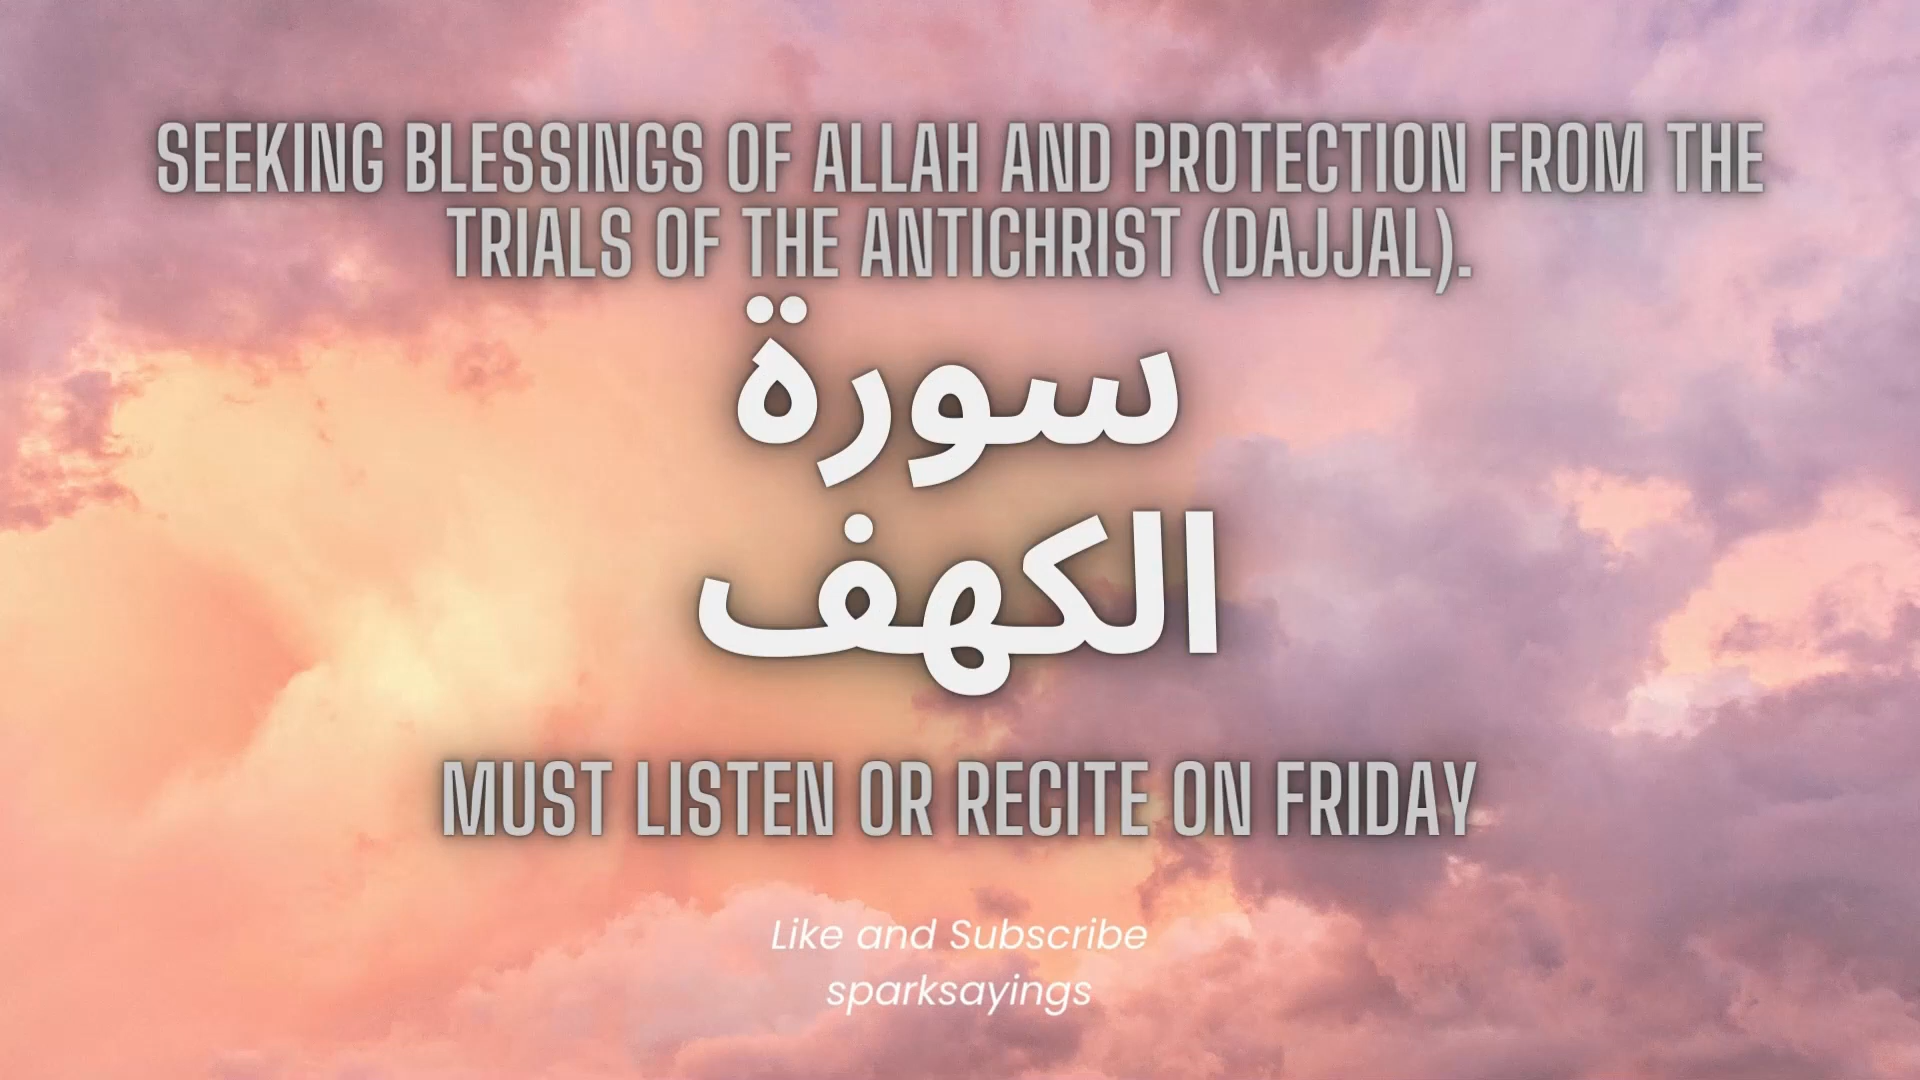 SEEKING BLESSINGS OF ALLAH AND PROTECTION FROM THE
TRIALS OF THE ANTICHRIST (DAJJAL).
سورة
الكهف
MUST LISTEN OR RECITE ON FRIDAY
Like and Subscribe
sparksayings